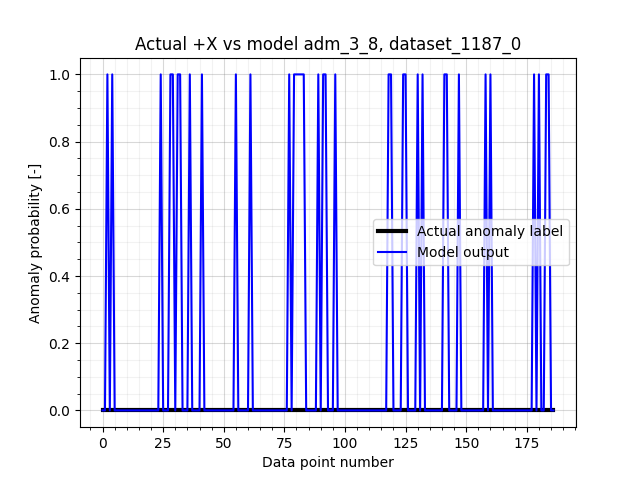 Actual +X vs model adm_3_8, dataset_1187_0
Anomaly probability [-]
1.0
0.8
0.6
0.4
0.2
0.0
Actual anomaly label
Model output
0 25 50 75 100 125 150 175
Data point number